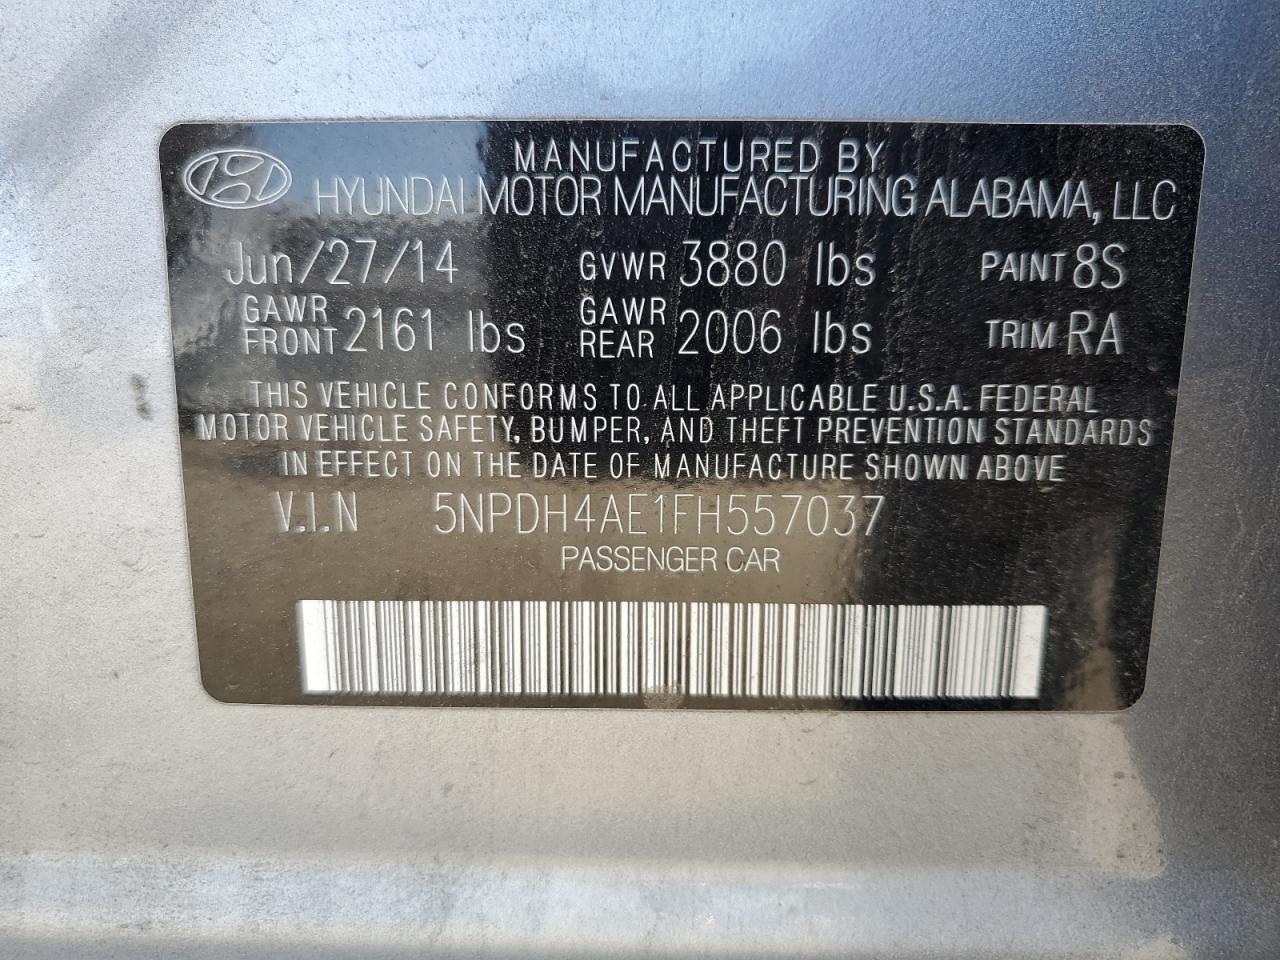 MANUFACTURED BY
HYUNDAI MOTOR MANUFACTURING ALABAMA, LLC
Jun/27/14 GVWR 3880 lbs PAINT 8S
GAWR FRONT 2161 lbs GAWR REAR 2006 lbs TRIM RA
THIS VEHICLE CONFORMS TO ALL APPLICABLE U.S.A. FEDERAL
MOTOR VEHICLE SAFETY, BUMPER, AND THEFT PREVENTION STANDARDS
IN EFFECT ON THE DATE OF MANUFACTURE SHOWN ABOVE
V.I.N 5NPDH4AE1FH557037
PASSENGER CAR